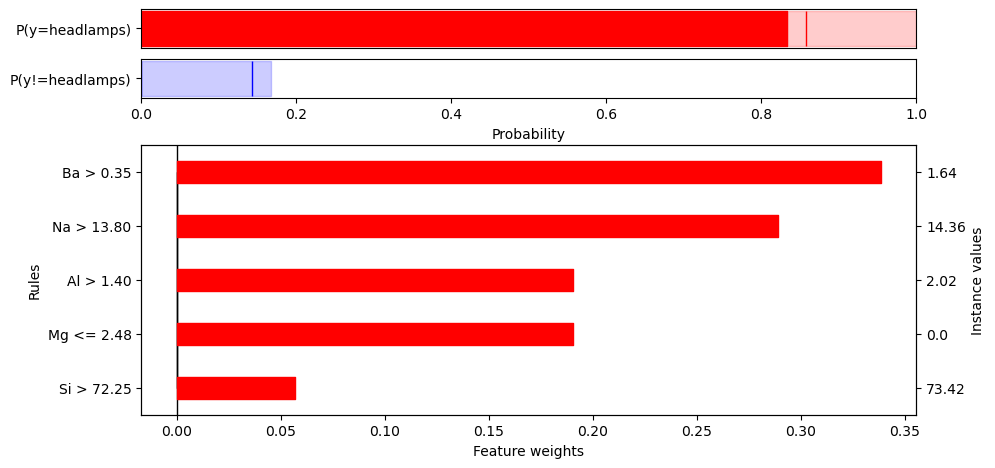 P(y=headlamps)
P(y!=headlamps)
0.0 0.2 0.4 0.6 0.8 1.0
Probability
Ba > 0.35 1.64
Na > 13.80 14.36
Al > 1.40 2.02
Mg <= 2.48 0.0
Si > 72.25 73.42
Rules
Instance values
0.00 0.05 0.10 0.15 0.20 0.25 0.30 0.35
Feature weights